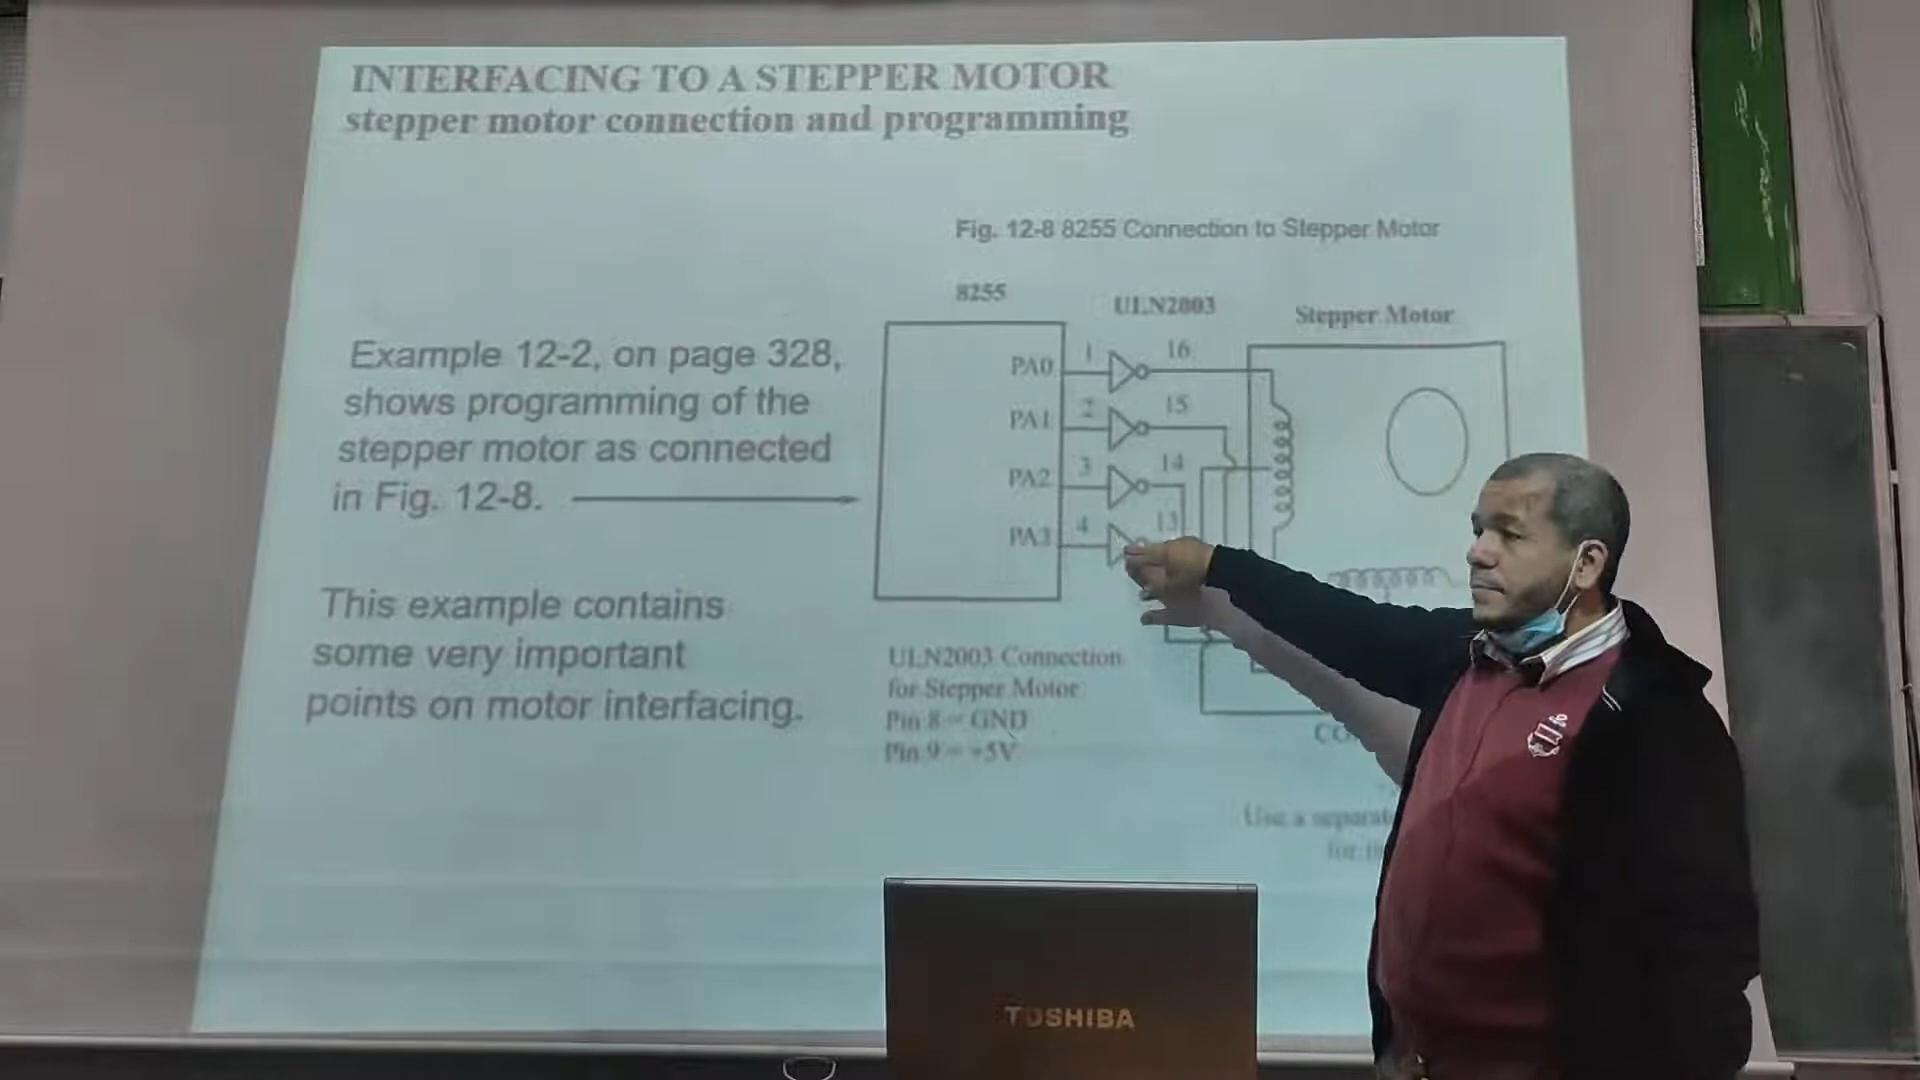 INTERFACING TO A STEPPER MOTOR
stepper motor connection and programming
Fig. 12-8 8255 Connection to Stepper Motor
8255
ULN2003
Stepper Motor
Example 12-2, on page 328,
shows programming of the
stepper motor as connected
in Fig. 12-8.
This example contains
some very important
points on motor interfacing.
PA0 1 16
PA1 2 15
PA2 3 14
PA3 4 13
ULN2003 Connection
for Stepper Motor
Pin 8 = GND
Pin 9 = +5V
Use a
TOSHIBA